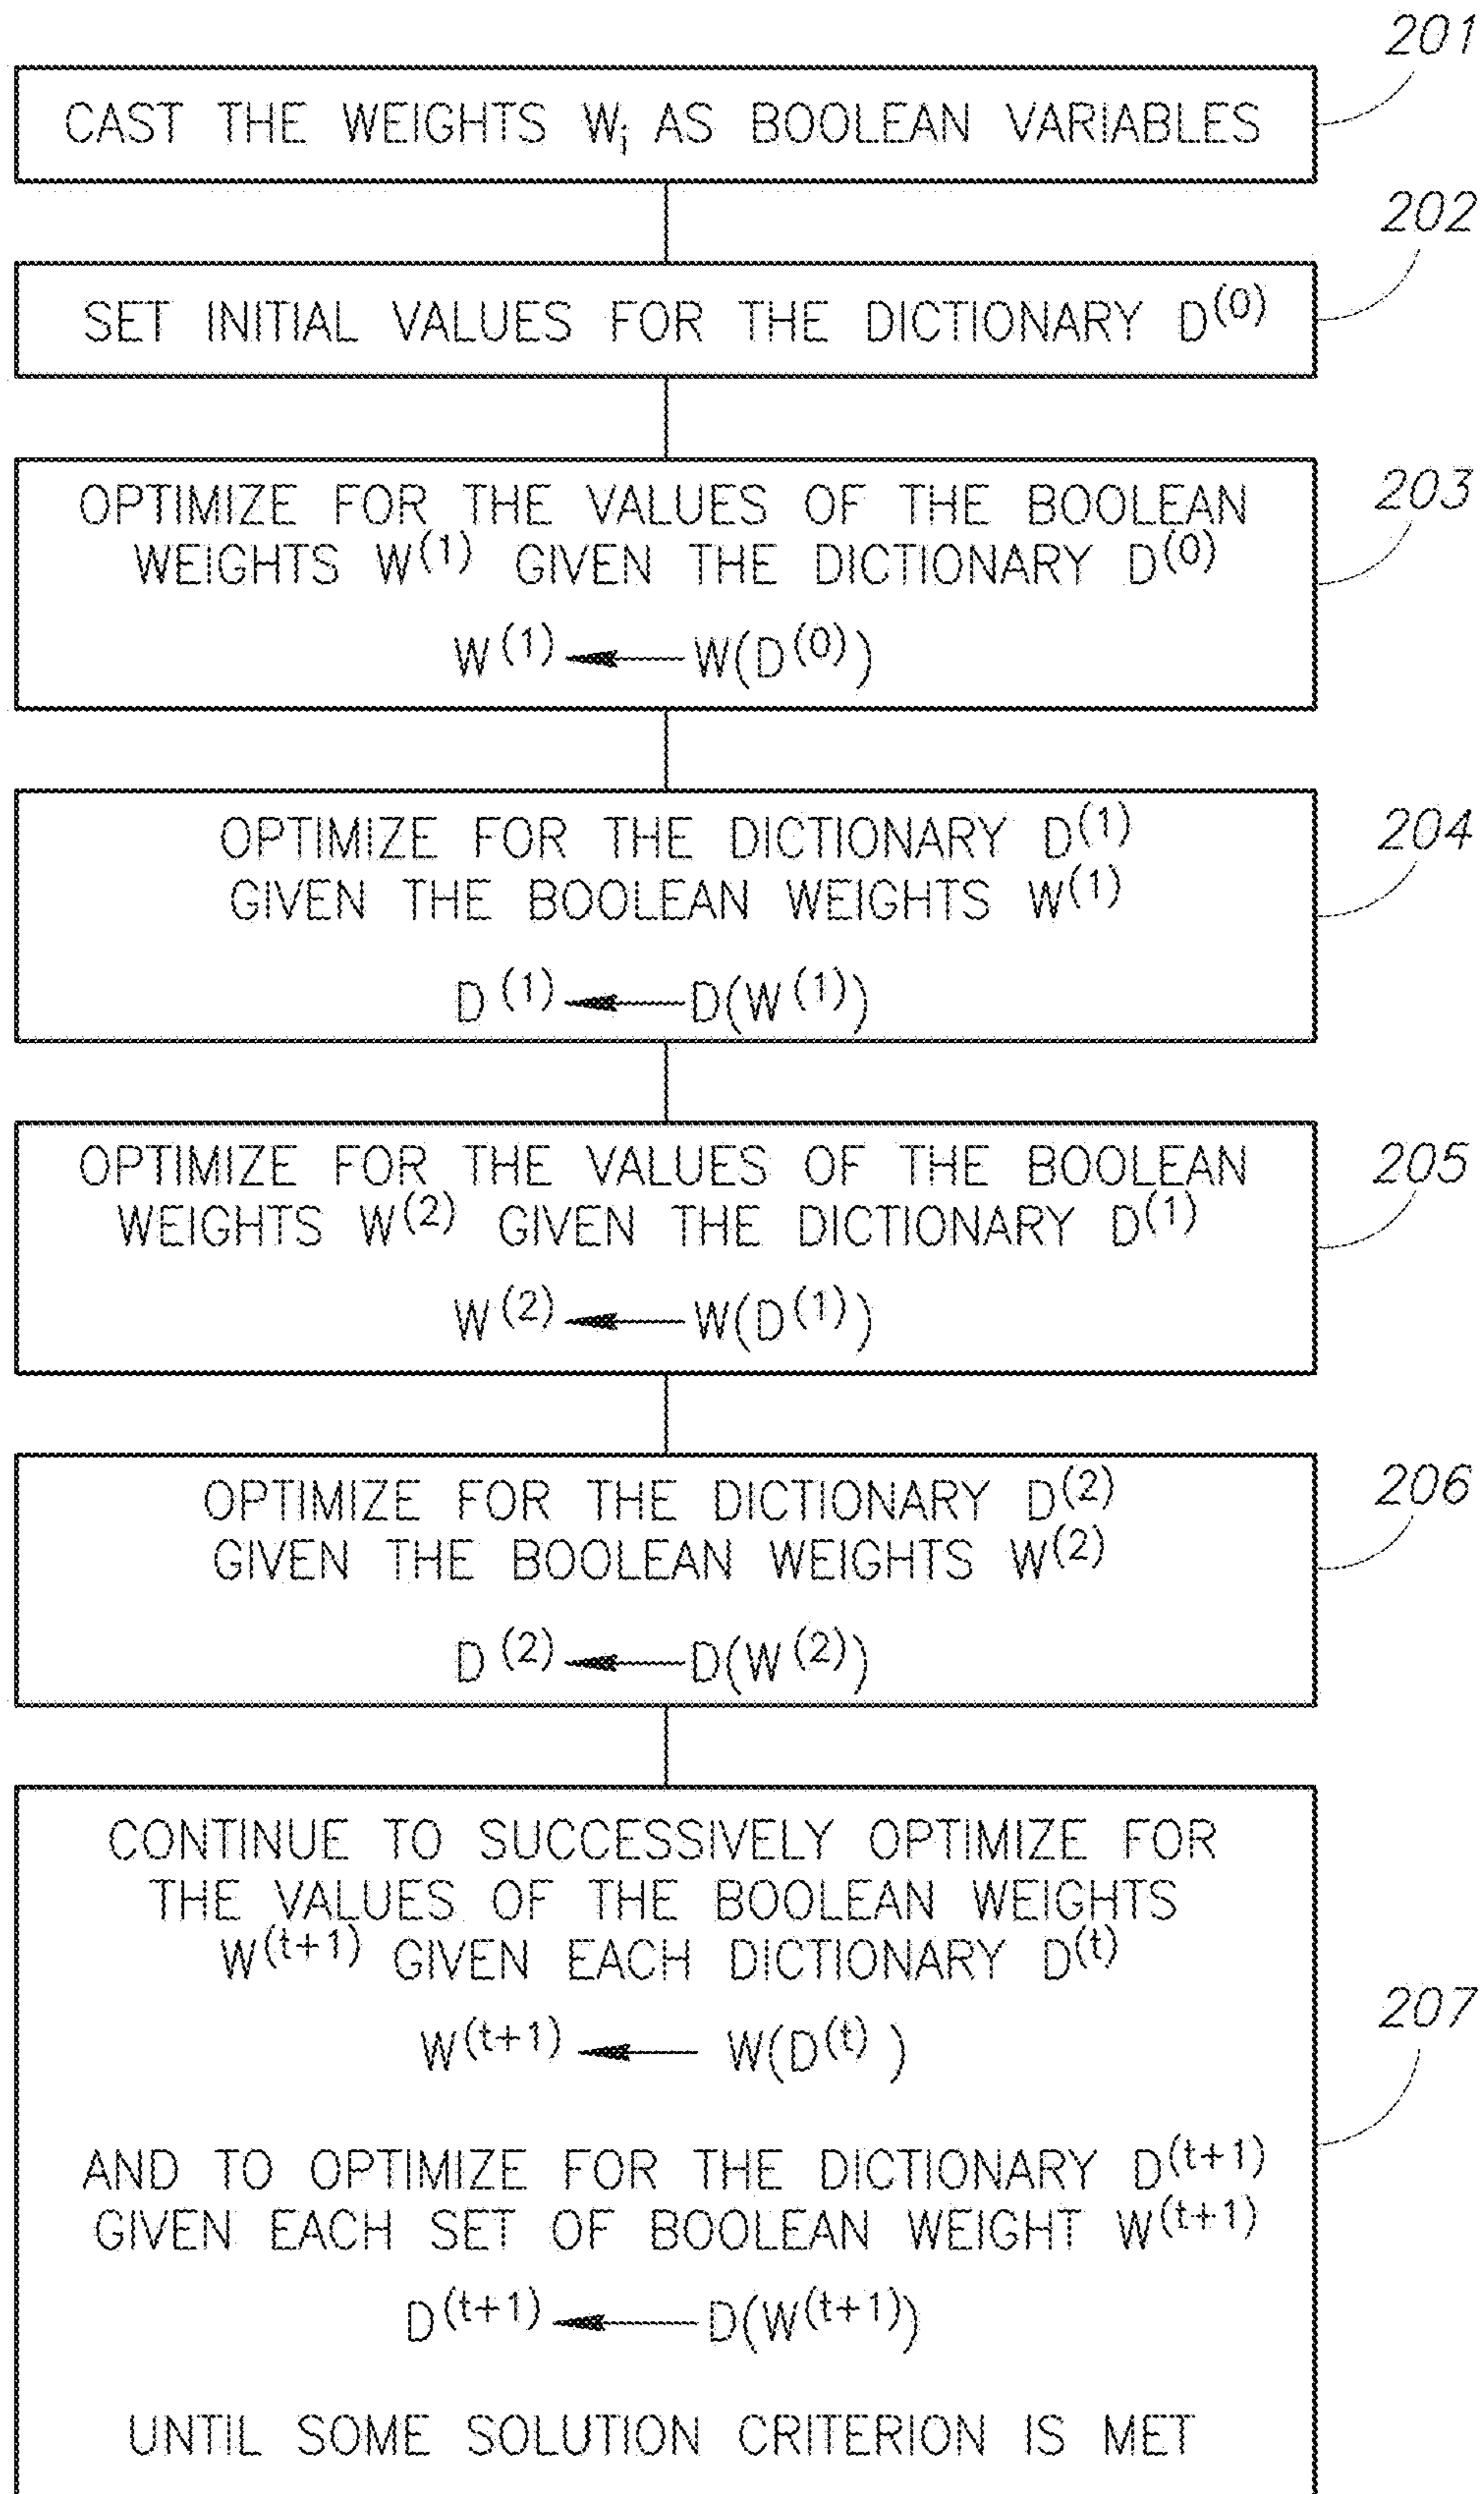 201
CAST THE WEIGHTS Wᵢ AS BOOLEAN VARIABLES
202
SET INITIAL VALUES FOR THE DICTIONARY D⁽⁰⁾
203
OPTIMIZE FOR THE VALUES OF THE BOOLEAN
WEIGHTS W⁽¹⁾ GIVEN THE DICTIONARY D⁽⁰⁾
W⁽¹⁾ ← W(D⁽⁰⁾)
204
OPTIMIZE FOR THE DICTIONARY D⁽¹⁾
GIVEN THE BOOLEAN WEIGHTS W⁽¹⁾
D⁽¹⁾ ← D(W⁽¹⁾)
205
OPTIMIZE FOR THE VALUES OF THE BOOLEAN
WEIGHTS W⁽²⁾ GIVEN THE DICTIONARY D⁽¹⁾
W⁽²⁾ ← W(D⁽¹⁾)
206
OPTIMIZE FOR THE DICTIONARY D⁽²⁾
GIVEN THE BOOLEAN WEIGHTS W⁽²⁾
D⁽²⁾ ← D(W⁽²⁾)
CONTINUE TO SUCCESSIVELY OPTIMIZE FOR
THE VALUES OF THE BOOLEAN WEIGHTS
W⁽ᵗ⁺¹⁾ GIVEN EACH DICTIONARY D⁽ᵗ⁾
207
W⁽ᵗ⁺¹⁾ ← W(D⁽ᵗ⁾)
AND TO OPTIMIZE FOR THE DICTIONARY D⁽ᵗ⁺¹⁾
GIVEN EACH SET OF BOOLEAN WEIGHT W⁽ᵗ⁺¹⁾
D⁽ᵗ⁺¹⁾ ← D(W⁽ᵗ⁺¹⁾)
UNTIL SOME SOLUTION CRITERION IS MET